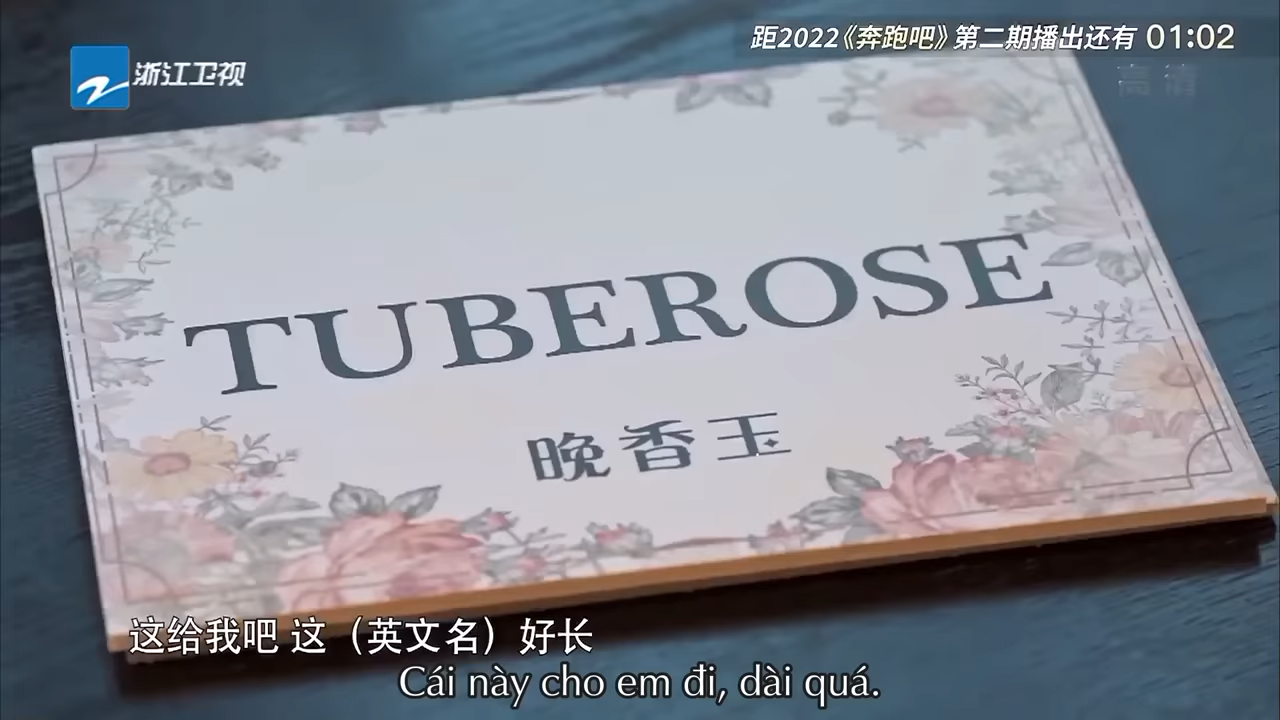 距2022《奔跑吧》第二期播出还有 01:02
浙江卫视
高清
TUBEROSE
晚香玉
这给我吧 这（英文名）好长
Cái này cho em đi, dài quá.